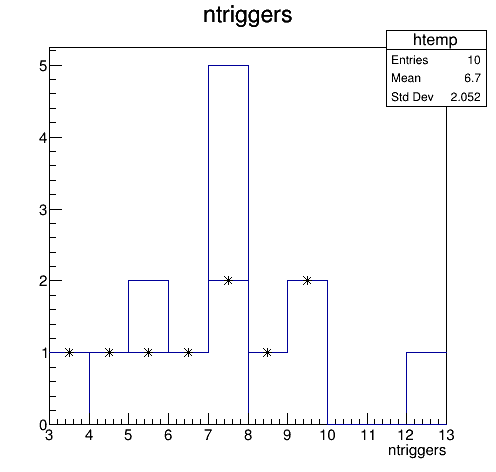 ntriggers
htemp
Entries 10
Mean 6.7
Std Dev 2.052
5
4
3
2
1
0
3 4 5 6 7 8 9 10 11 12 13
ntriggers